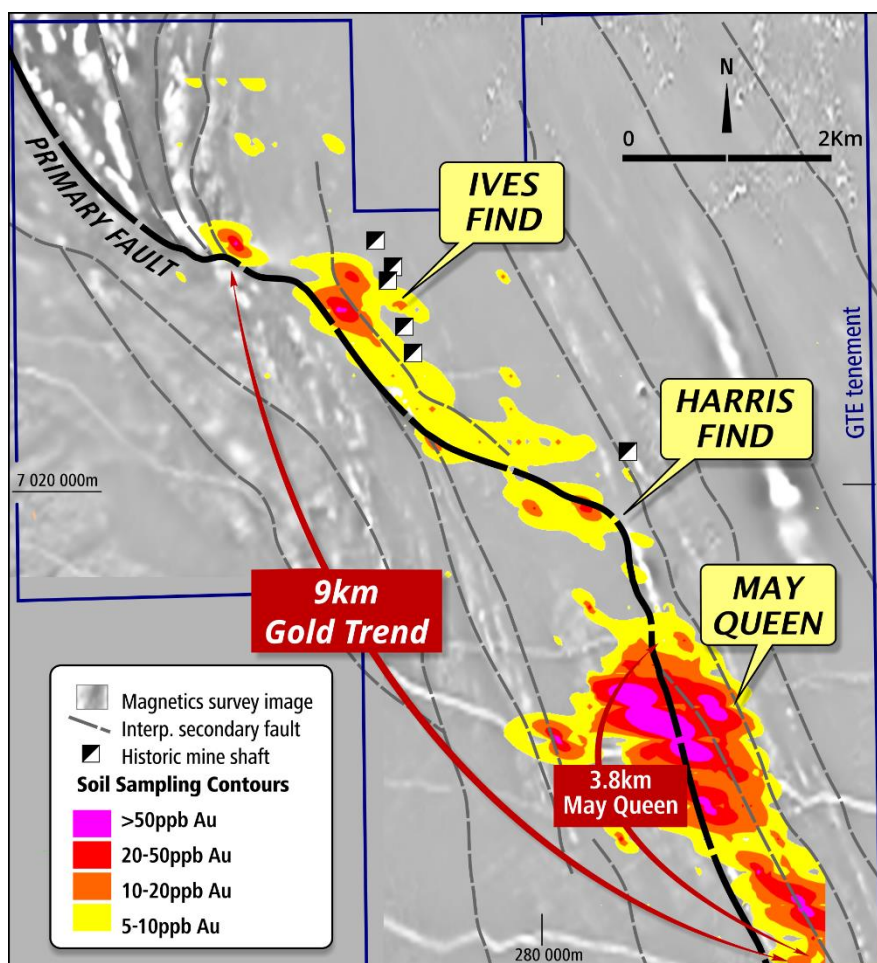 N
0
2Km
IVES
FIND
PRIMARY FAULT
GTE tenement
HARRIS
FIND
7 020 000m
9km
Gold Trend
MAY
QUEEN
3.8km
May Queen
Magnetics survey image
Interp. secondary fault
Historic mine shaft
Soil Sampling Contours
>50ppb Au
20-50ppb Au
10-20ppb Au
5-10ppb Au
280 000m